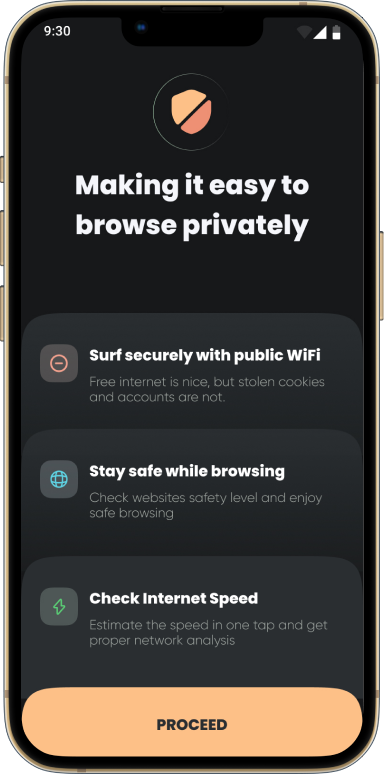 9:30
Making it easy to
browse privately
Surf securely with public WiFi
Free internet is nice, but stolen cookies
and accounts are not.
Stay safe while browsing
Check websites safety level and enjoy
safe browsing
Check Internet Speed
Estimate the speed in one tap and get
proper network analysis
PROCEED